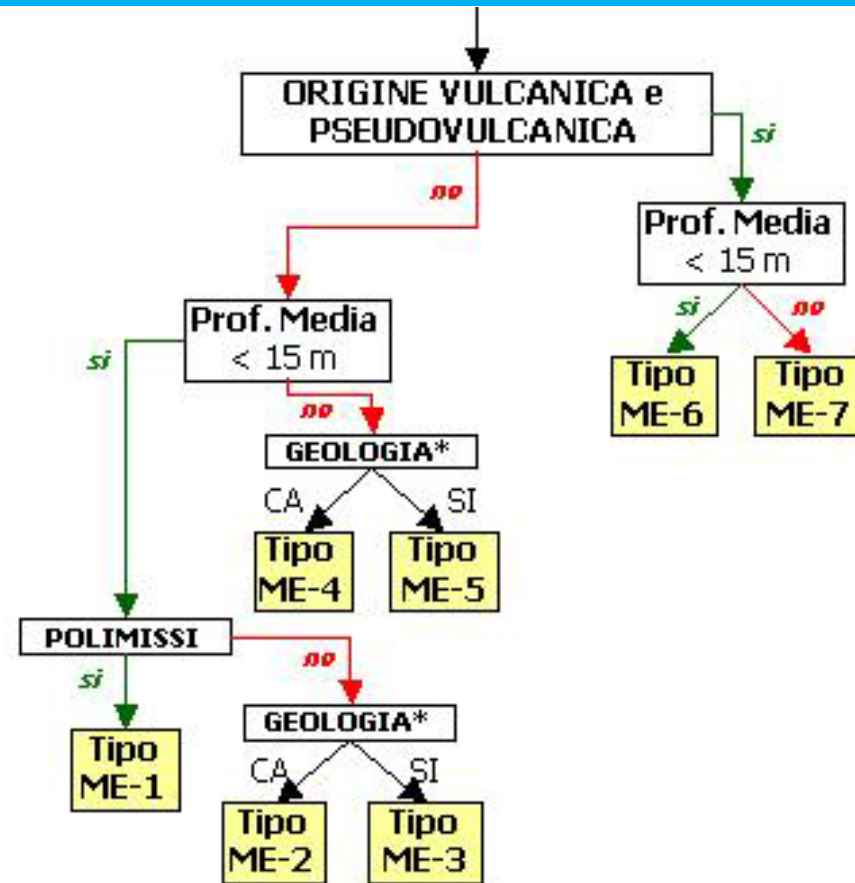 ORIGINE VULCANICA e
PSEUDOVULCANICA
si
no
Prof. Media
< 15 m
si
no
Tipo
ME-6
Tipo
ME-7
Prof. Media
< 15 m
si
no
GEOLOGIA*
CA
SI
Tipo
ME-4
Tipo
ME-5
POLIMISSI
si
no
Tipo
ME-1
GEOLOGIA*
CA
SI
Tipo
ME-2
Tipo
ME-3